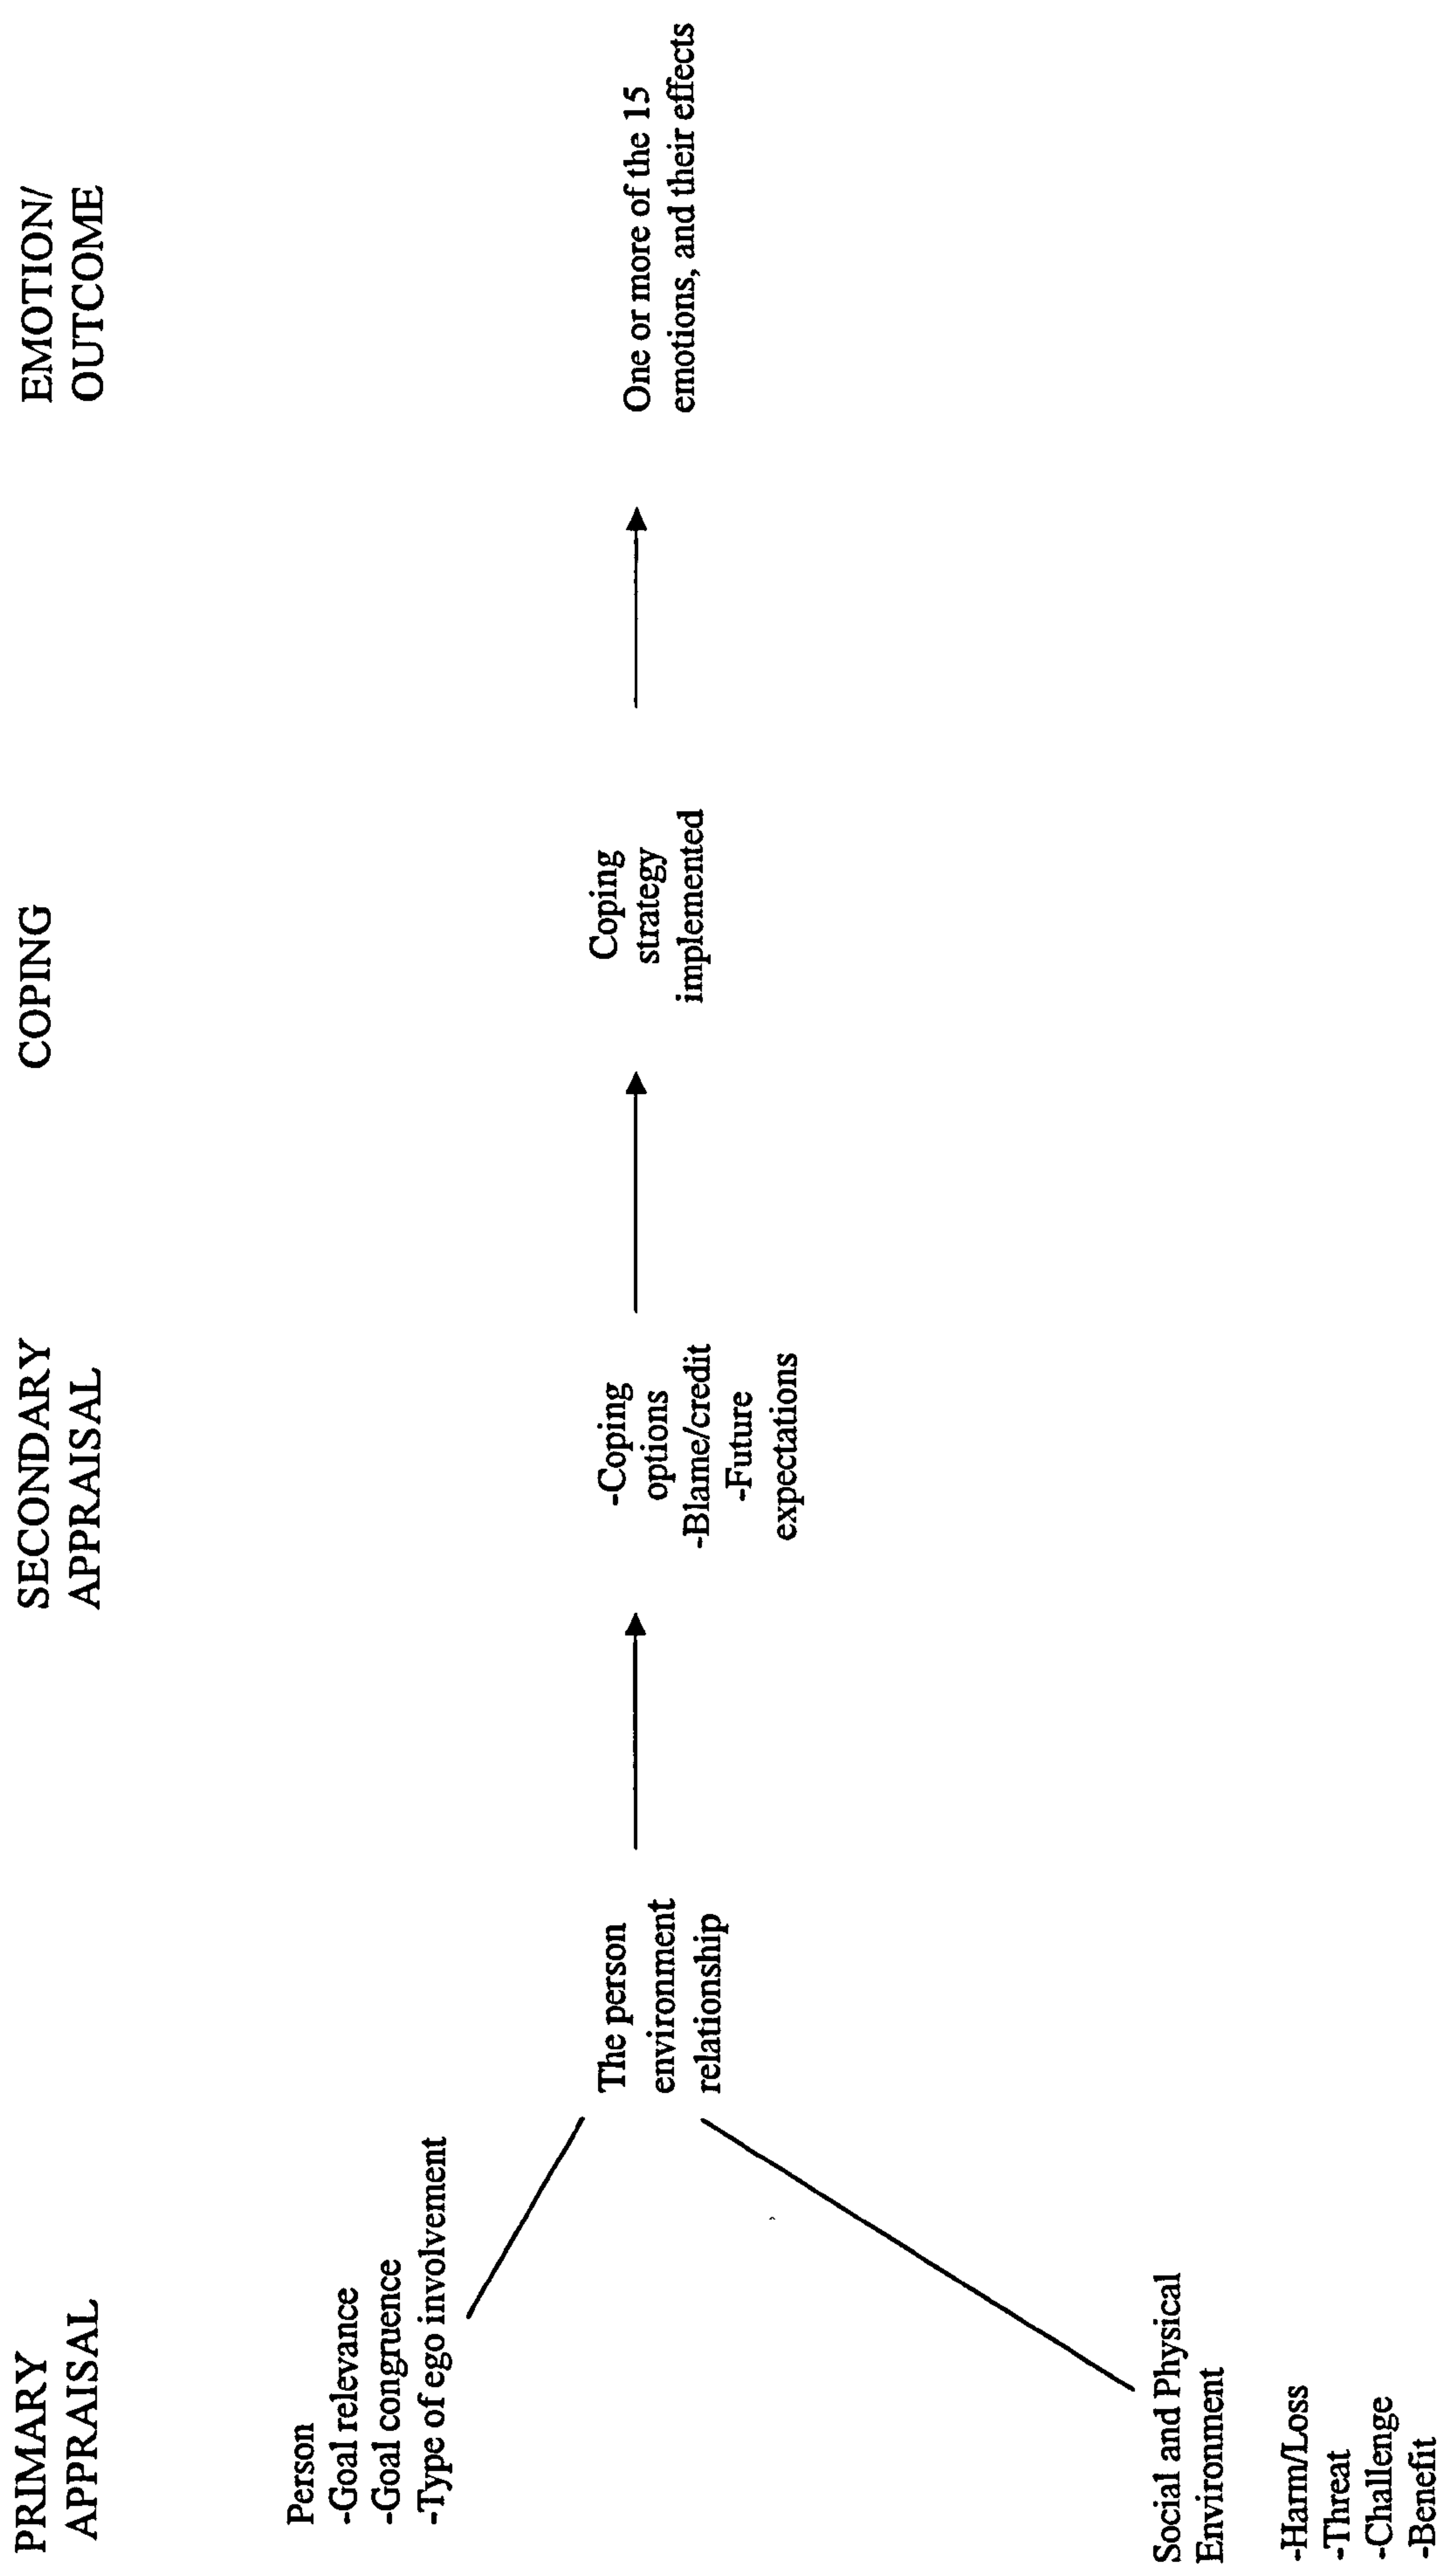 PRIMARY
APPRAISAL
SECONDARY
APPRAISAL
COPING
EMOTION/
OUTCOME
Person
-Goal relevance
-Goal congruence
-Type of ego involvement
The person
environment
relationship
-Coping
options
-Blame/credit
-Future
expectations
Coping
strategy
implemented
One or more of the 15
emotions, and their effects
Social and Physical
Environment
-Harm/Loss
-Threat
-Challenge
-Benefit